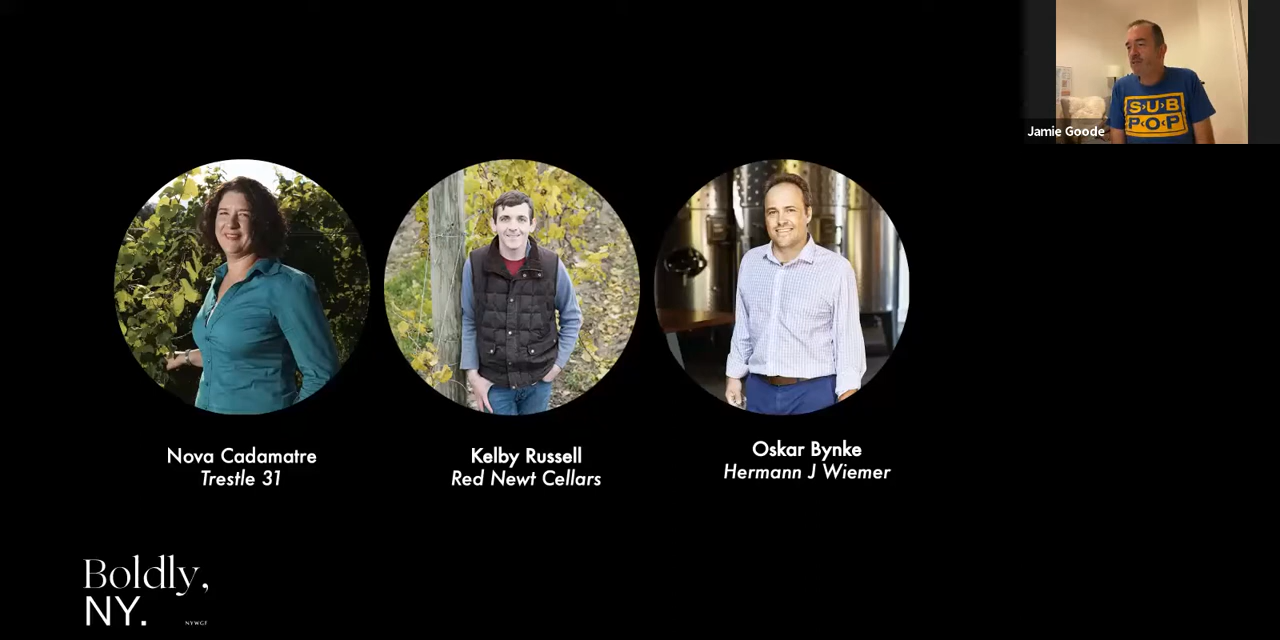 SUB
POP
Jamie Goode
Nova Cadamatre
Trestle 31
Kelby Russell
Red Newt Cellars
Oskar Bynke
Hermann J Wiemer
Boldly,
NY.
NYWGF